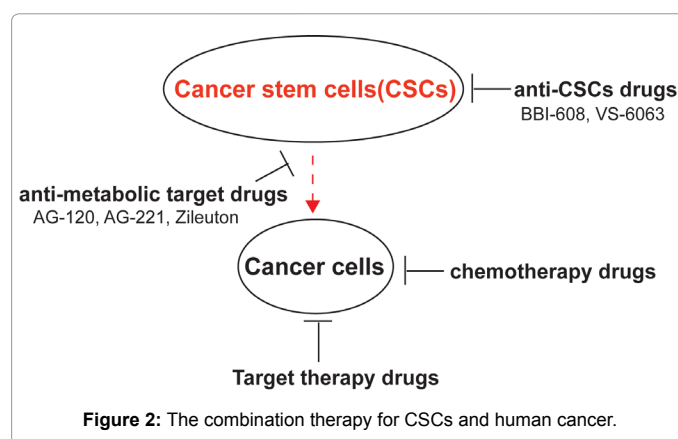 Cancer stem cells(CSCs)
anti-CSCs drugs
BBI-608, VS-6063
anti-metabolic target drugs
AG-120, AG-221, Zileuton
Cancer cells
chemotherapy drugs
Target therapy drugs
Figure 2: The combination therapy for CSCs and human cancer.